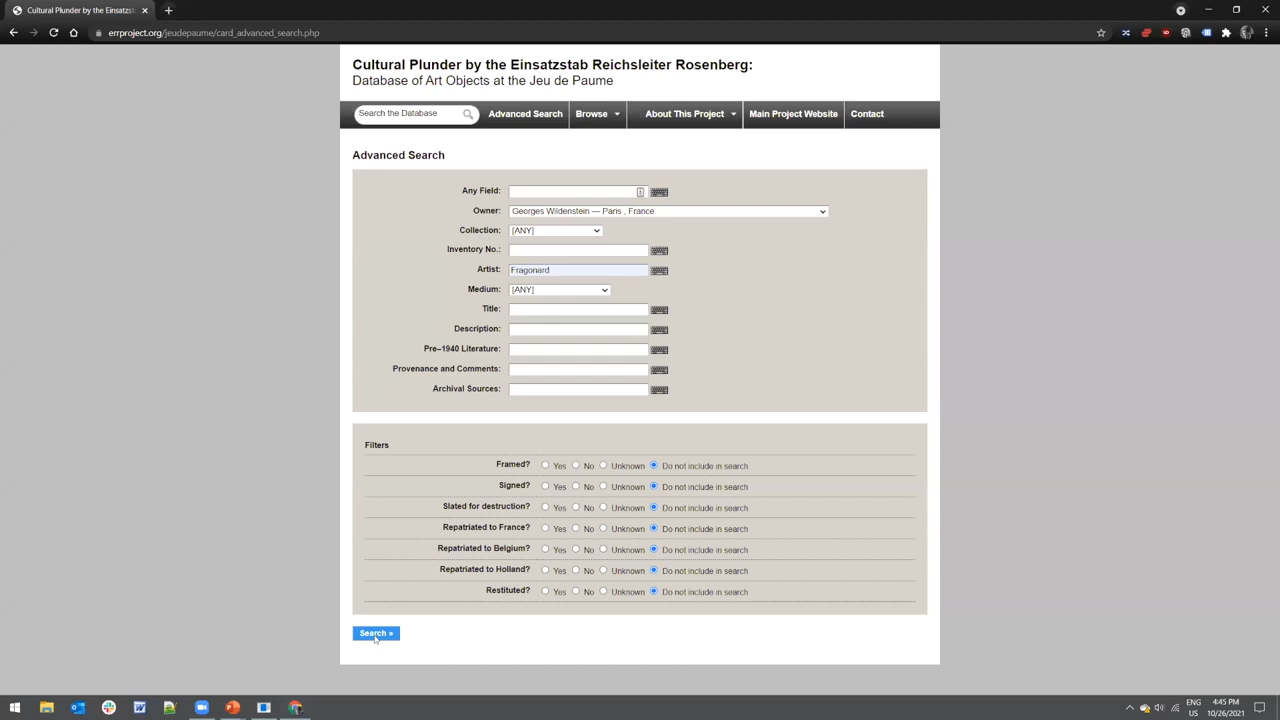 Cultural Plunder by the Einsatzst
errproject.org/jeudepaume/card_advanced_search.php
Cultural Plunder by the Einsatzstab Reichsleiter Rosenberg:
Database of Art Objects at the Jeu de Paume
Search the Database Advanced Search Browse About This Project Main Project Website Contact
Advanced Search
Any Field:
Owner: Georges Wildenstein — Paris , France
Collection: [ANY]
Inventory No.:
Artist: Fragonard
Medium: [ANY]
Title:
Description:
Pre–1940 Literature:
Provenance and Comments:
Archival Sources:
Filters
Framed? Yes No Unknown Do not include in search
Signed? Yes No Unknown Do not include in search
Slated for destruction? Yes No Unknown Do not include in search
Repatriated to France? Yes No Unknown Do not include in search
Repatriated to Belgium? Yes No Unknown Do not include in search
Repatriated to Holland? Yes No Unknown Do not include in search
Restituted? Yes No Unknown Do not include in search
Search »
ENG 4:45 PM
US 10/26/2021